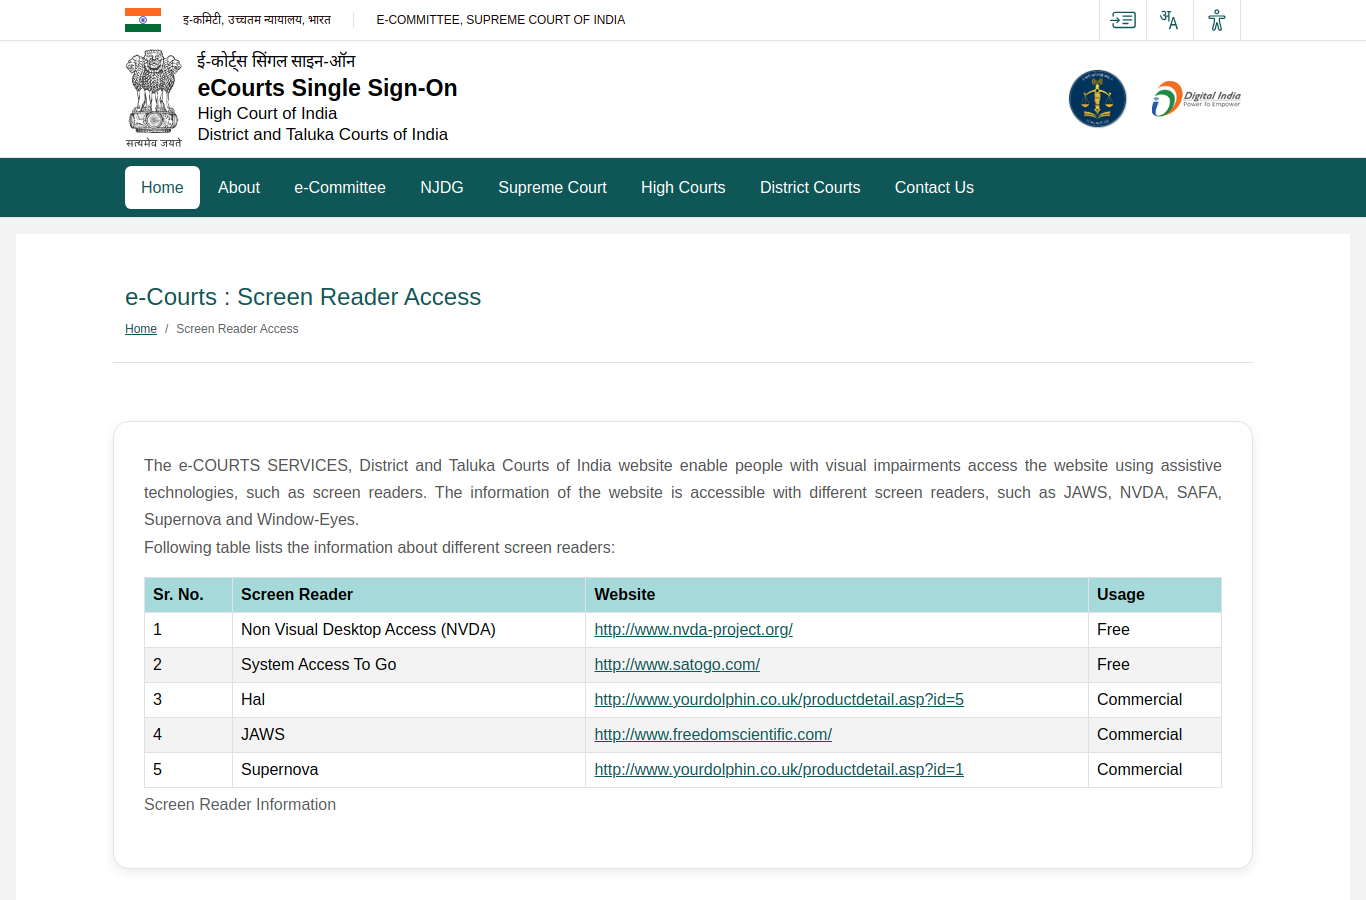 इ-कमिटी, उच्चतम न्यायालय, भारत
E-COMMITTEE, SUPREME COURT OF INDIA
अ A
ई-कोर्ट्स सिंगल साइन-ऑन
eCourts Single Sign-On
High Court of India
District and Taluka Courts of India
सत्यमेव जयते
Digital India
Power To Empower
Home About e-Committee NJDG Supreme Court High Courts District Courts Contact Us
e-Courts : Screen Reader Access
Home / Screen Reader Access
The e-COURTS SERVICES, District and Taluka Courts of India website enable people with visual impairments access the website using assistive
technologies, such as screen readers. The information of the website is accessible with different screen readers, such as JAWS, NVDA, SAFA,
Supernova and Window-Eyes.
Following table lists the information about different screen readers:
Sr. No. Screen Reader Website Usage
1 Non Visual Desktop Access (NVDA) http://www.nvda-project.org/ Free
2 System Access To Go http://www.satogo.com/ Free
3 Hal http://www.yourdolphin.co.uk/productdetail.asp?id=5 Commercial
4 JAWS http://www.freedomscientific.com/ Commercial
5 Supernova http://www.yourdolphin.co.uk/productdetail.asp?id=1 Commercial
Screen Reader Information